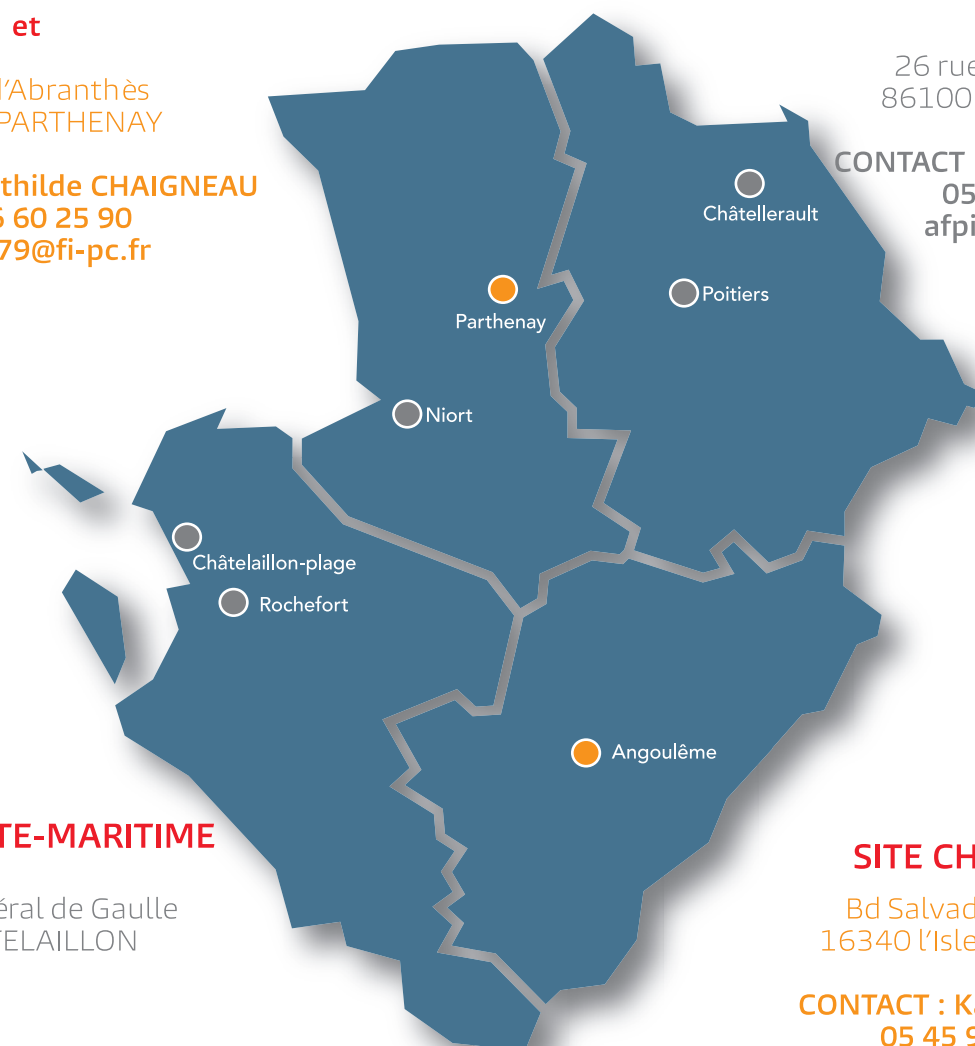 et
d'Abranthès
PARTHENAY
thilde CHAIGNEAU
60 25 90
79@fi-pc.fr
26 rue
86100
CONTACT
05
afpi
Châtellerault
Poitiers
Parthenay
Niort
Châtelaillon-plage
Rochefort
Angoulême
TE-MARITIME
éral de Gaulle
TELAILLON
SITE CH
Bd Salvad
16340 l'Isle
CONTACT : Ka
05 45 9